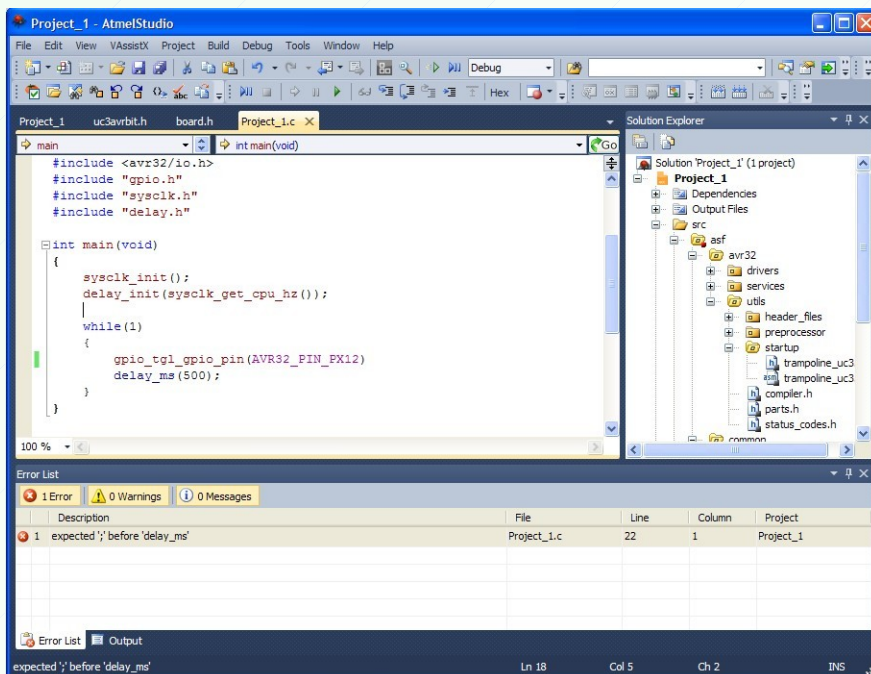 Project_1 - AtmelStudio
File Edit View VAssistX Project Build Debug Tools Window Help
Debug
Hex
Project_1 uc3avrbit.h board.h Project_1.c
main int main(void) Go
#include <avr32/io.h>
#include "gpio.h"
#include "sysclk.h"
#include "delay.h"
int main(void)
{
sysclk_init();
delay_init(sysclk_get_cpu_hz());
while(1)
{
gpio_tgl_gpio_pin(AVR32_PIN_PX12)
delay_ms(500);
}
}
100 %
Solution Explorer
Solution 'Project_1' (1 project)
Project_1
Dependencies
Output Files
src
asf
avr32
drivers
services
utils
header_files
preprocessor
startup
trampoline_uc3
trampoline_uc3
compiler.h
parts.h
status_codes.h
common
Error List
1 Error 0 Warnings 0 Messages
Description File Line Column Project
1 expected ';' before 'delay_ms' Project_1.c 22 1 Project_1
Error List Output
expected ';' before 'delay_ms' Ln 18 Col 5 Ch 2 INS